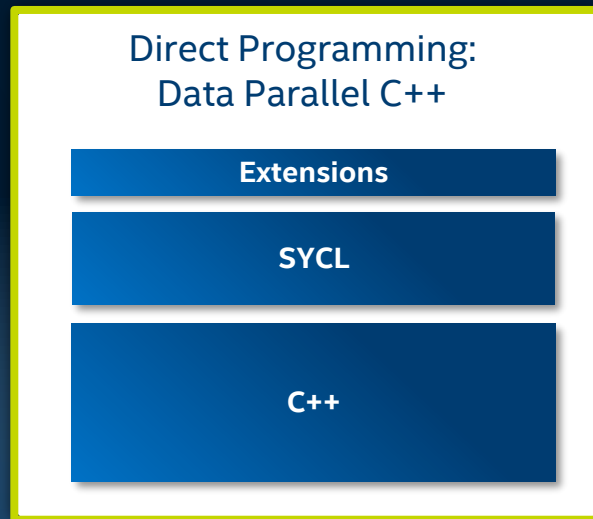 Direct Programming:
Data Parallel C++
Extensions
SYCL
C++